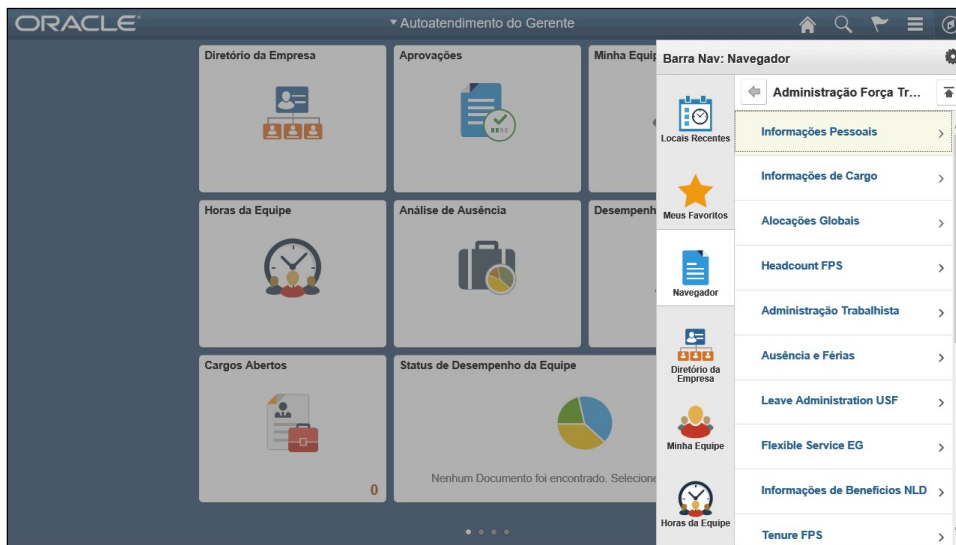 ORACLE
Autoatendimento do Gerente
Diretório da Empresa
Aprovações
Minha Equip
Horas da Equipe
Análise de Ausência
Desempenh
Cargos Abertos
0
Status de Desempenho da Equipe
Nenhum Documento foi encontrado. Selecione
Barra Nav: Navegador
Locais Recentes
Meus Favoritos
Navegador
Diretório da
Empresa
Minha Equipe
Horas da Equipe
Administração Força Tr...
Informações Pessoais
Informações de Cargo
Alocações Globais
Headcount FPS
Administração Trabalhista
Ausência e Férias
Leave Administration USF
Flexible Service EG
Informações de Benefícios NLD
Tenure FPS